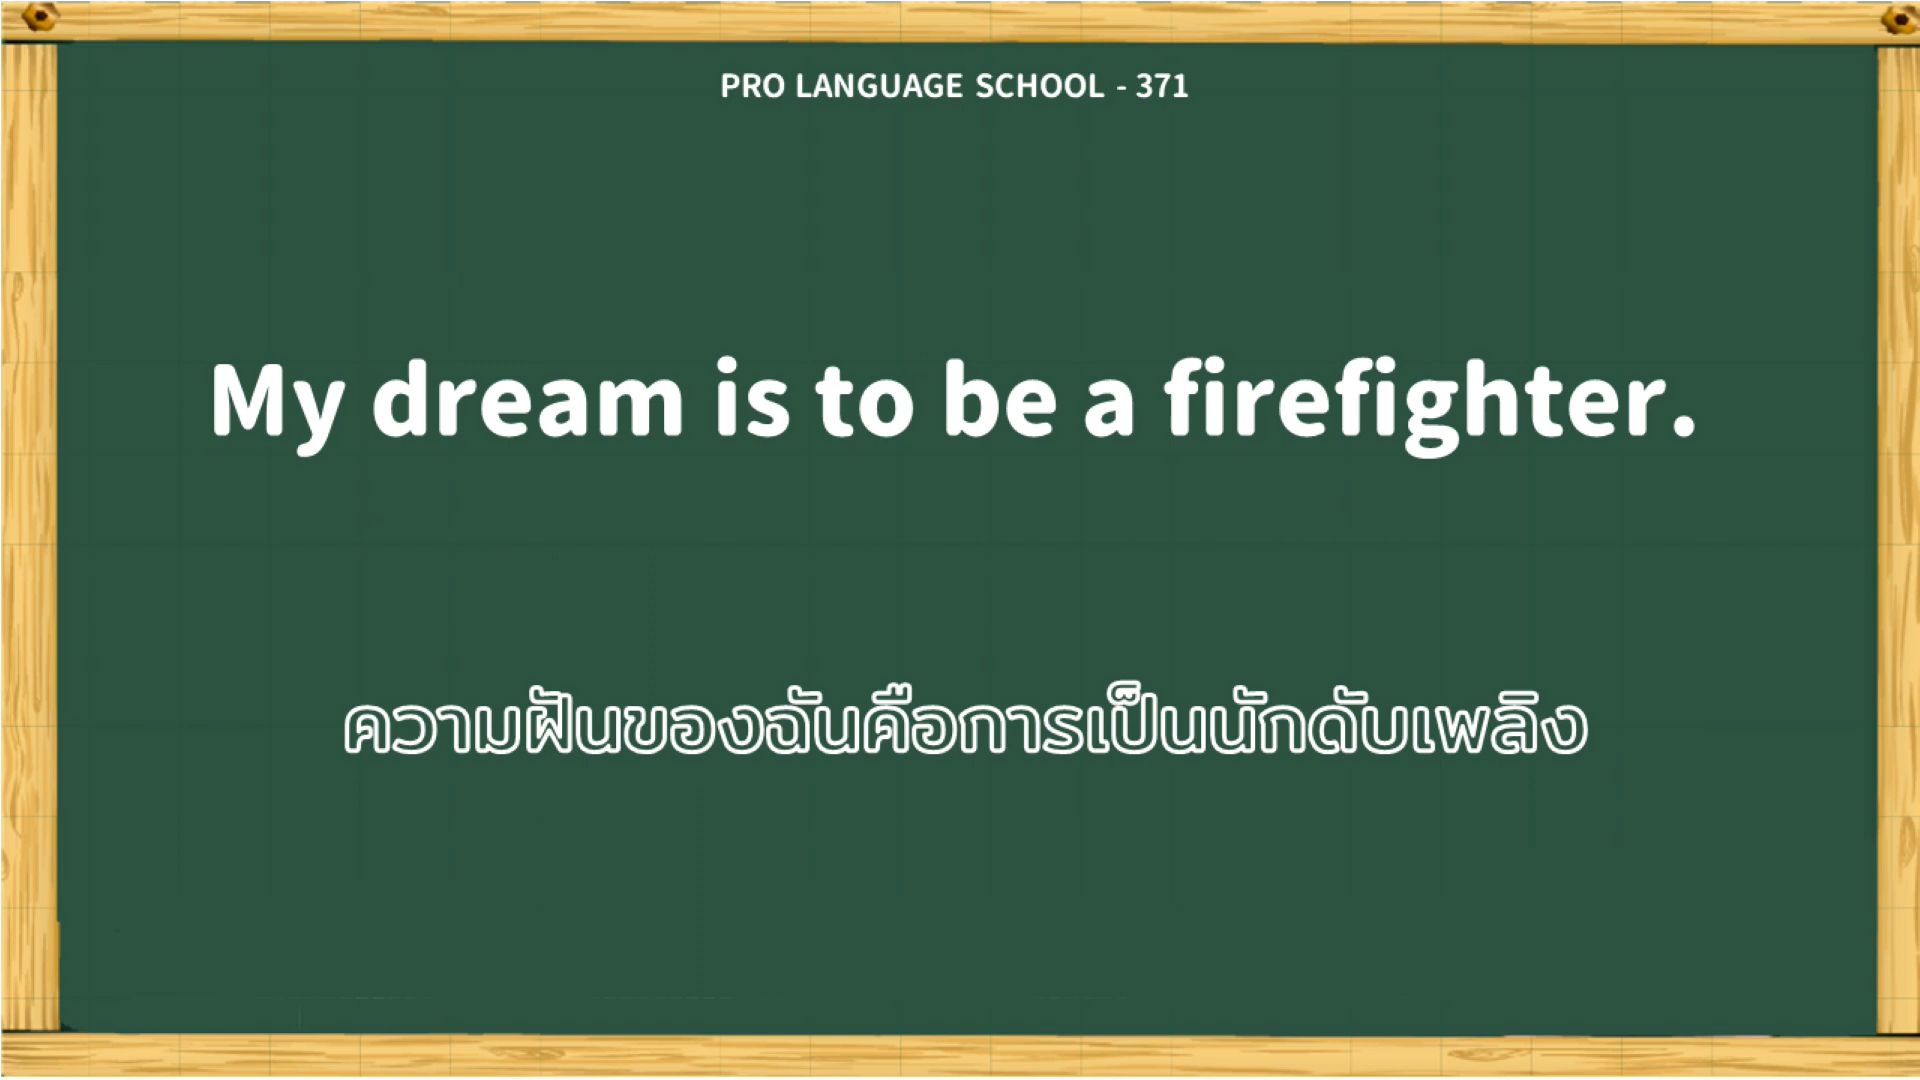 PRO LANGUAGE SCHOOL - 371
My dream is to be a firefighter.
ความฝันของฉันคือการเป็นนักดับเพลิง